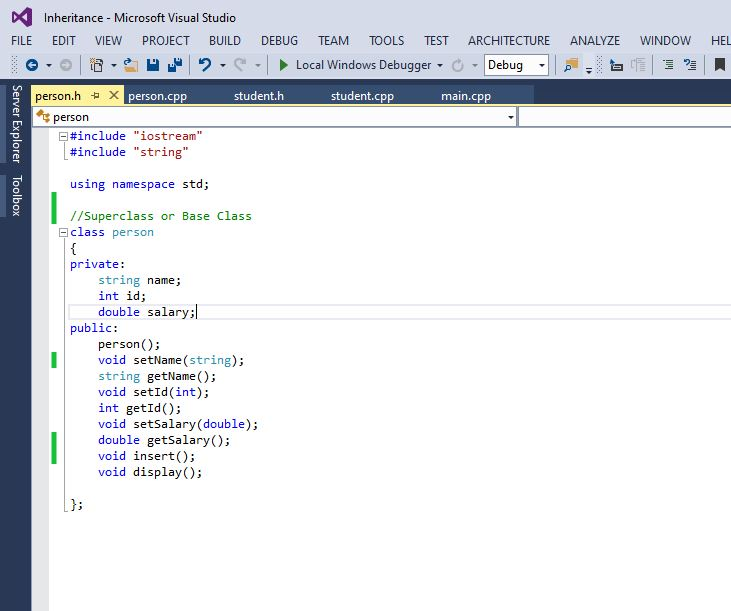 Inheritance - Microsoft Visual Studio
FILE EDIT VIEW PROJECT BUILD DEBUG TEAM TOOLS TEST ARCHITECTURE ANALYZE WINDOW HEL
Local Windows Debugger Debug
person.h person.cpp student.h student.cpp main.cpp
person
Server Explorer
Toolbox
#include "iostream"
#include "string"
using namespace std;
//Superclass or Base Class
class person
{
private:
string name;
int id;
double salary;
public:
person();
void setName(string);
string getName();
void setId(int);
int getId();
void setSalary(double);
double getSalary();
void insert();
void display();
};